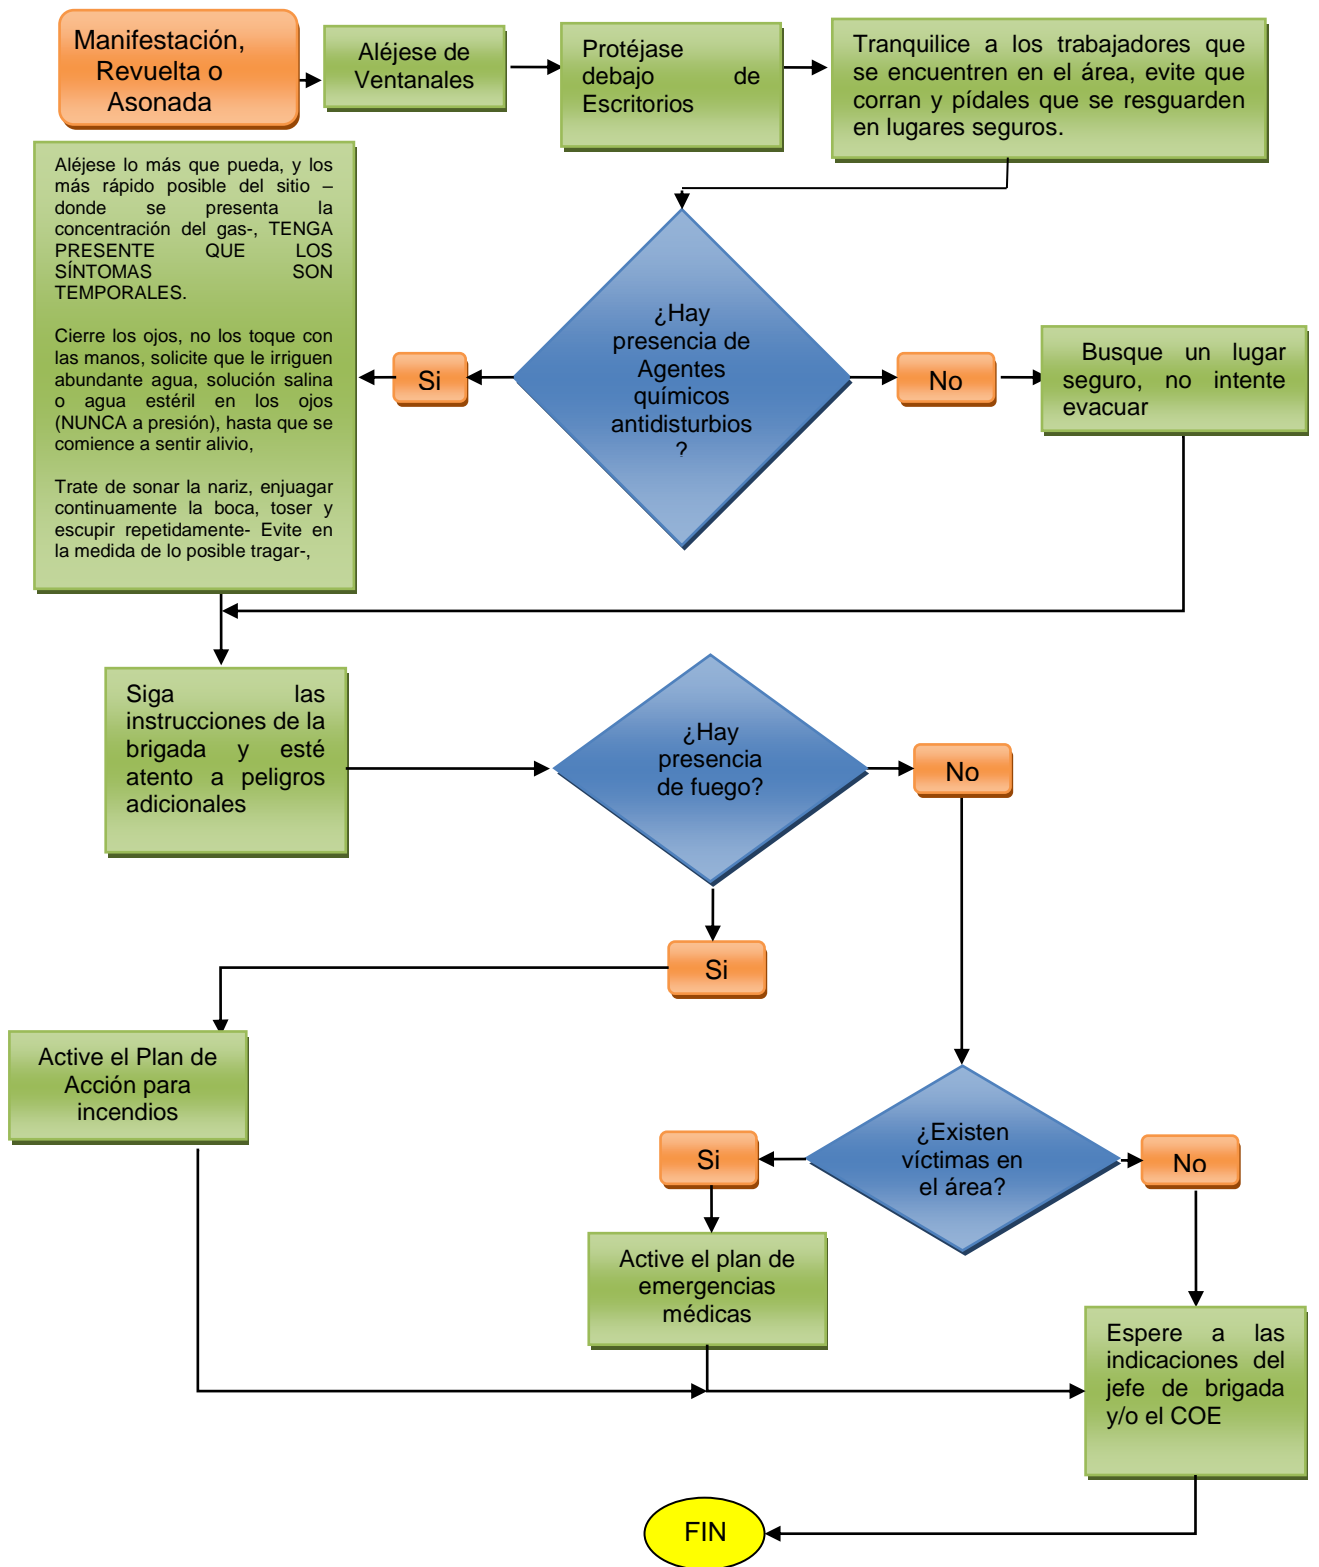 Manifestación,
Revuelta o
Asonada
Aléjese de
Ventanales
Protéjase
debajo de
Escritorios
Tranquilice a los trabajadores que
se encuentren en el área, evite que
corran y pídales que se resguarden
en lugares seguros.
Aléjese lo más que pueda, y los
más rápido posible del sitio –
donde se presenta la
concentración del gas-, TENGA
PRESENTE QUE LOS
SÍNTOMAS SON
TEMPORALES.
Cierre los ojos, no los toque con
las manos, solicite que le irriguen
abundante agua, solución salina
o agua estéril en los ojos
(NUNCA a presión), hasta que se
comience a sentir alivio,
Trate de sonar la nariz, enjuagar
continuamente la boca, toser y
escupir repetidamente- Evite en
la medida de lo posible tragar-,
Si
¿Hay
presencia de
Agentes
químicos
antidisturbios
?
No
Busque un lugar
seguro, no intente
evacuar
Siga las
instrucciones de la
brigada y esté
atento a peligros
adicionales
¿Hay
presencia
de fuego?
No
Si
Active el Plan de
Acción para
incendios
¿Existen
víctimas en
el área?
Si
No
Active el plan de
emergencias
médicas
Espere a las
indicaciones del
jefe de brigada
y/o el COE
FIN